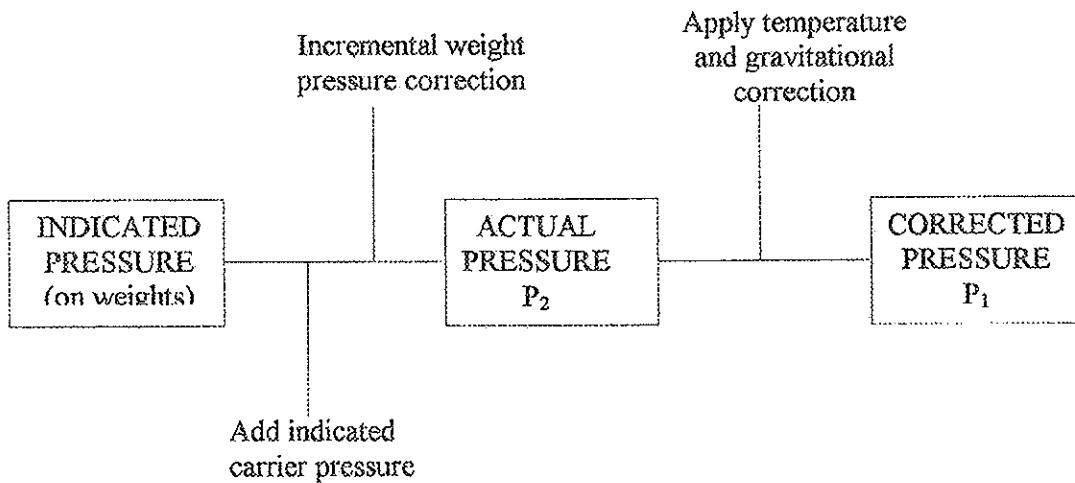 Incremental weight
pressure correction
Apply temperature
and gravitational
correction
INDICATED
PRESSURE
(on weights)
ACTUAL
PRESSURE
P₂
CORRECTED
PRESSURE
P₁
Add indicated
carrier pressure